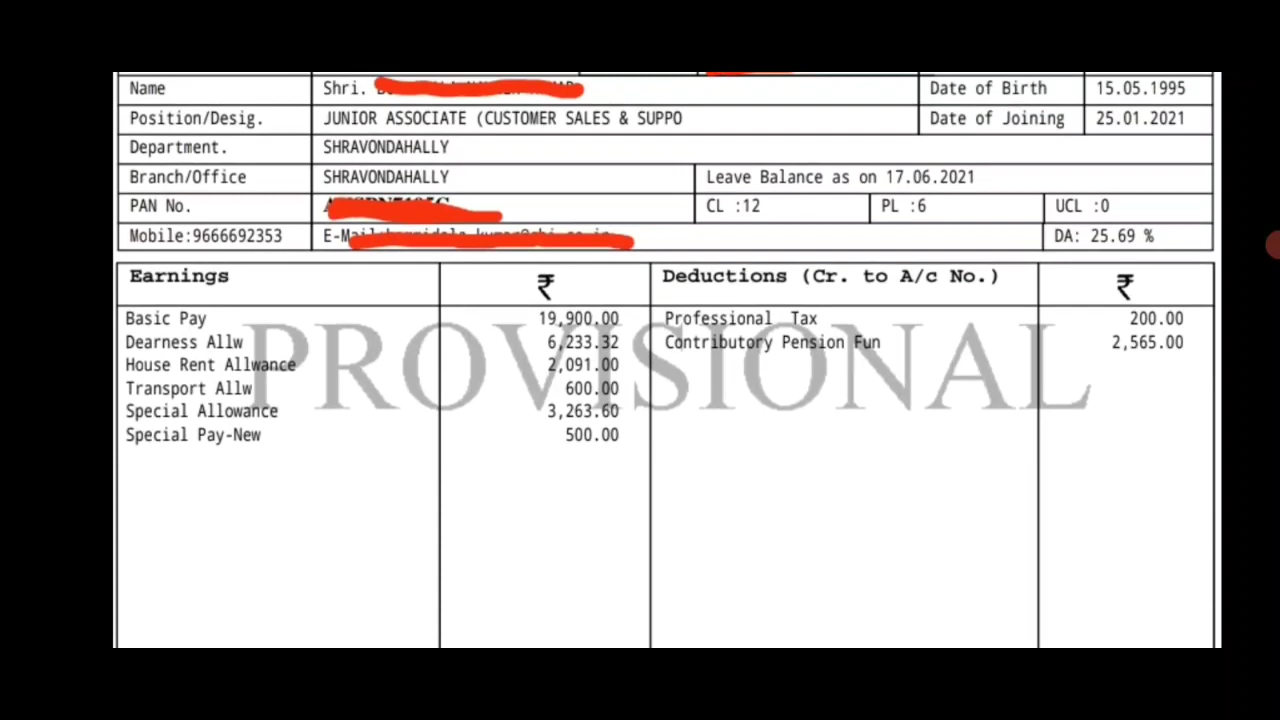 Name Shri. Date of Birth 15.05.1995
Position/Desig. JUNIOR ASSOCIATE (CUSTOMER SALES & SUPPO Date of Joining 25.01.2021
Department. SHRAVONDAHALLY
Branch/Office SHRAVONDAHALLY Leave Balance as on 17.06.2021
PAN No. CL :12 PL :6 UCL :0
Mobile:9666692353 E-Mail DA: 25.69 %
Earnings ₹ Deductions (Cr. to A/c No.) ₹
Basic Pay 19,900.00 Professional Tax 200.00
Dearness Allw 6,233.32 Contributory Pension Fun 2,565.00
House Rent Allwance 2,091.00
Transport Allw 600.00
Special Allowance 3,263.60
Special Pay-New 500.00
PROVISIONAL